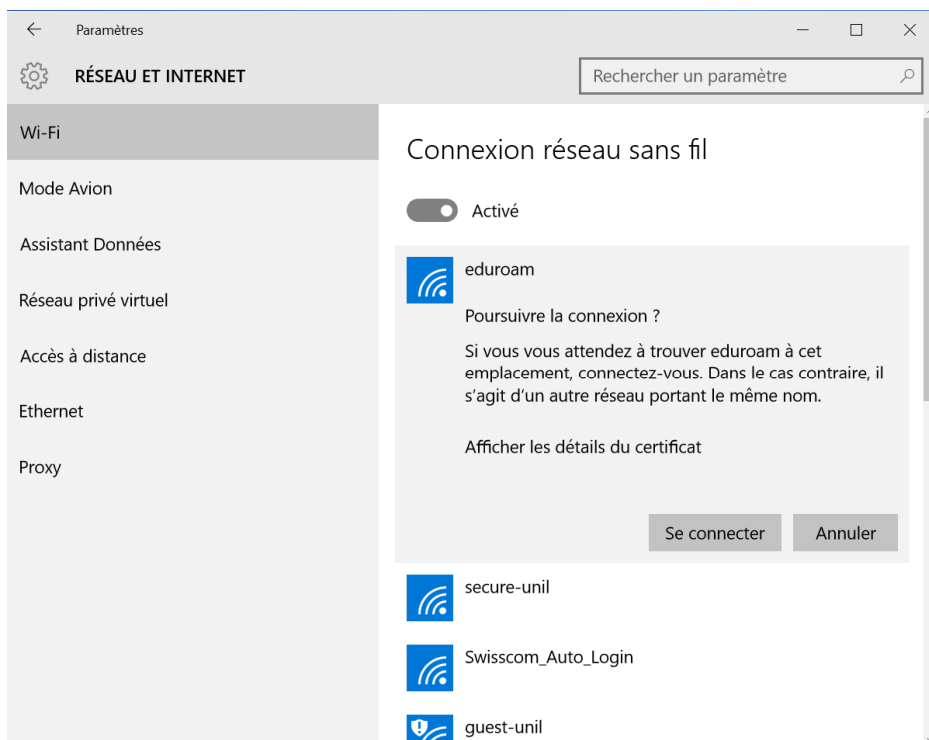 Paramètres
RÉSEAU ET INTERNET
Rechercher un paramètre
Wi-Fi
Mode Avion
Assistant Données
Réseau privé virtuel
Accès à distance
Ethernet
Proxy
Connexion réseau sans fil
Activé
eduroam
Poursuivre la connexion ?
Si vous vous attendez à trouver eduroam à cet
emplacement, connectez-vous. Dans le cas contraire, il
s’agit d’un autre réseau portant le même nom.
Afficher les détails du certificat
Se connecter
Annuler
secure-unil
Swisscom_Auto_Login
guest-unil